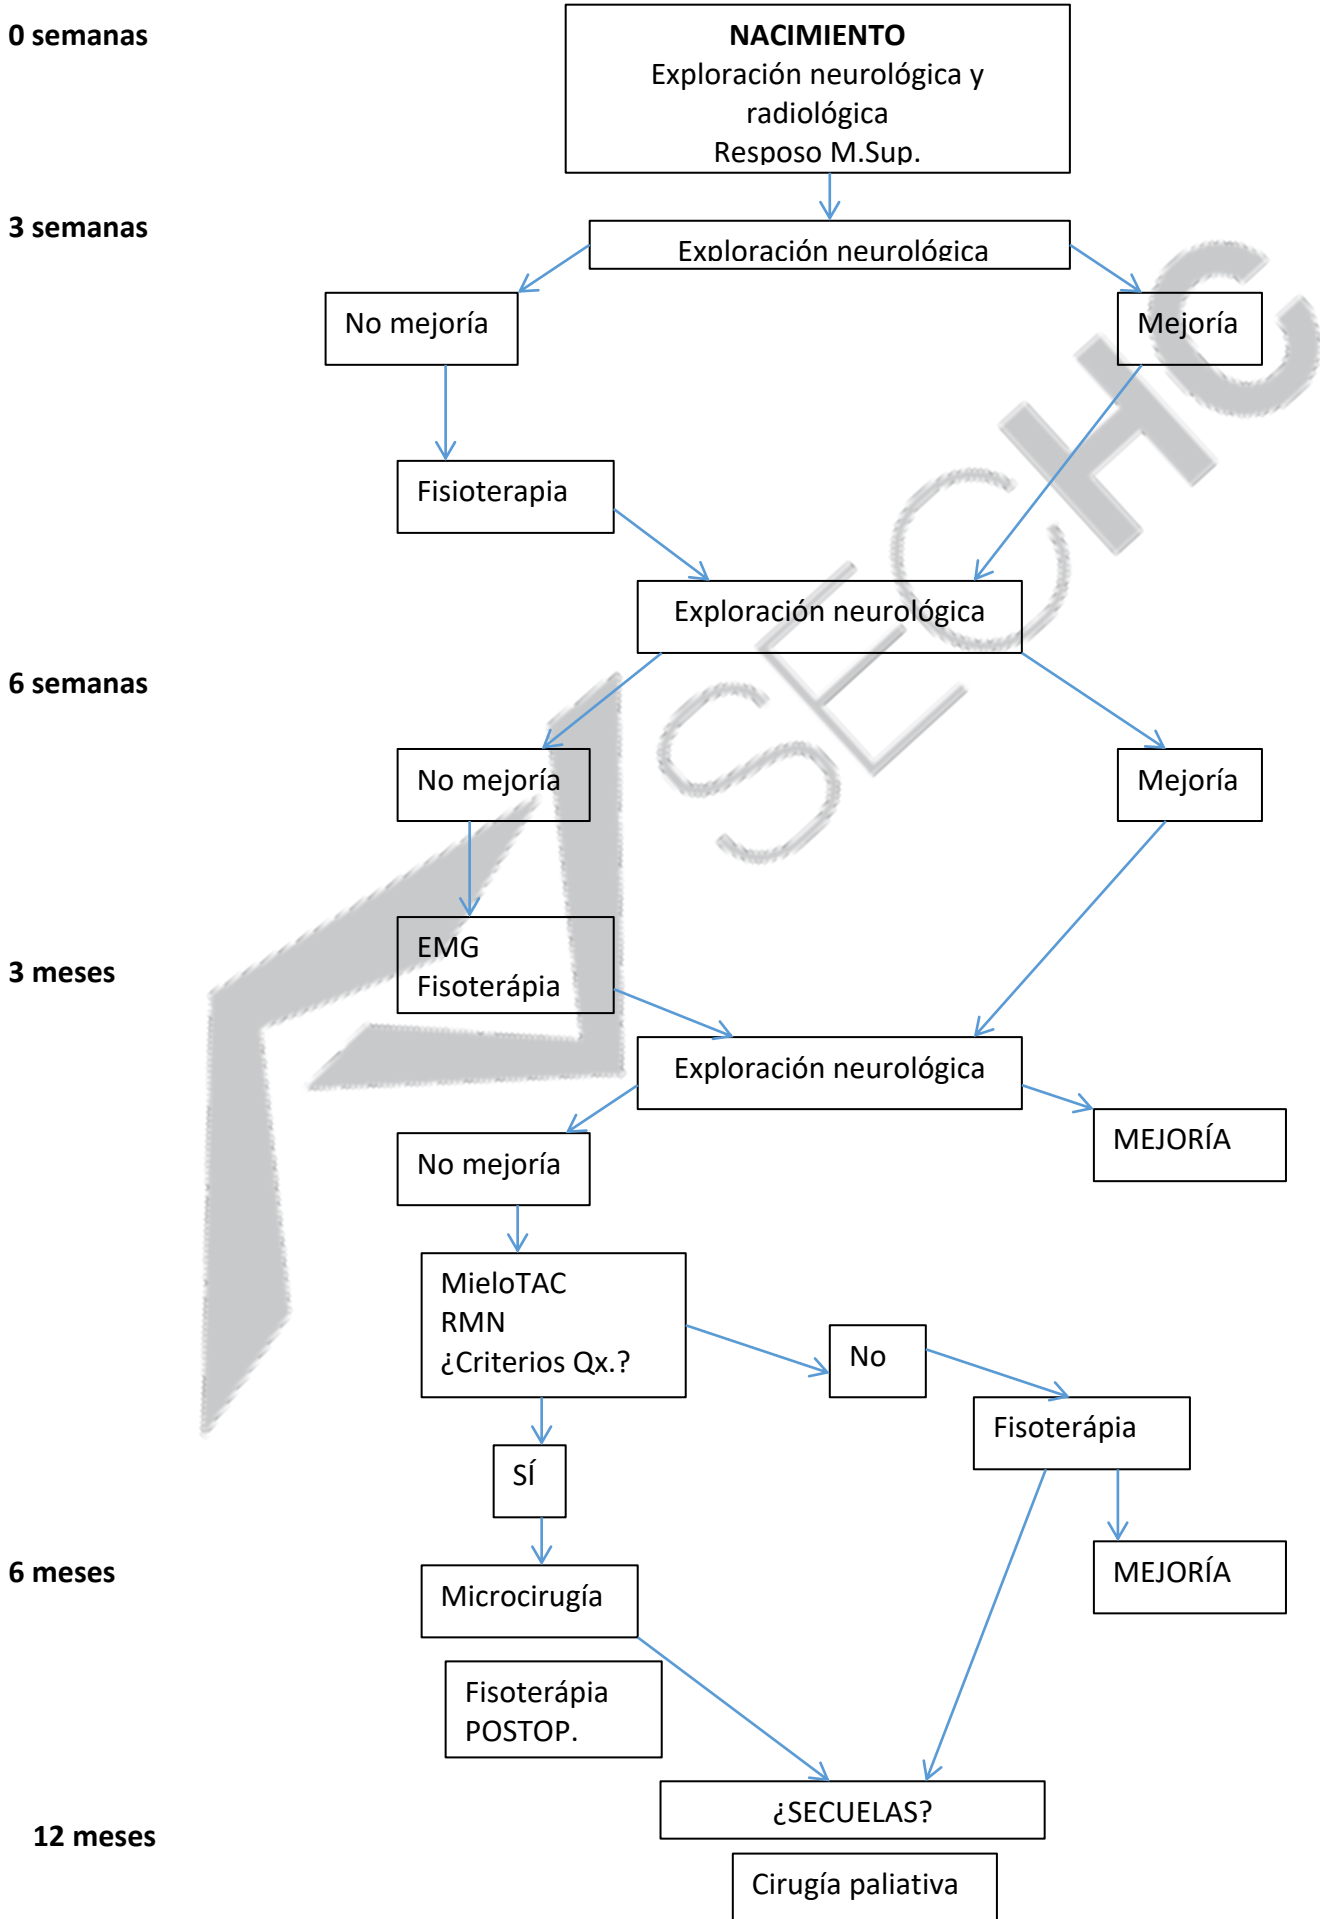 0 semanas
NACIMIENTO
Exploración neurológica y
radiológica
Resposo M.Sup.
3 semanas
Exploración neurológica
No mejoría
Mejoría
Fisioterapia
Exploración neurológica
6 semanas
No mejoría
Mejoría
EMG
Fisoterápia
3 meses
Exploración neurológica
MEJORÍA
No mejoría
MieloTAC
RMN
¿Criterios Qx.?
No
Fisoterápia
SÍ
6 meses
Microcirugía
MEJORÍA
Fisoterápia
POSTOP.
¿SECUELAS?
12 meses
Cirugía paliativa
SECHC